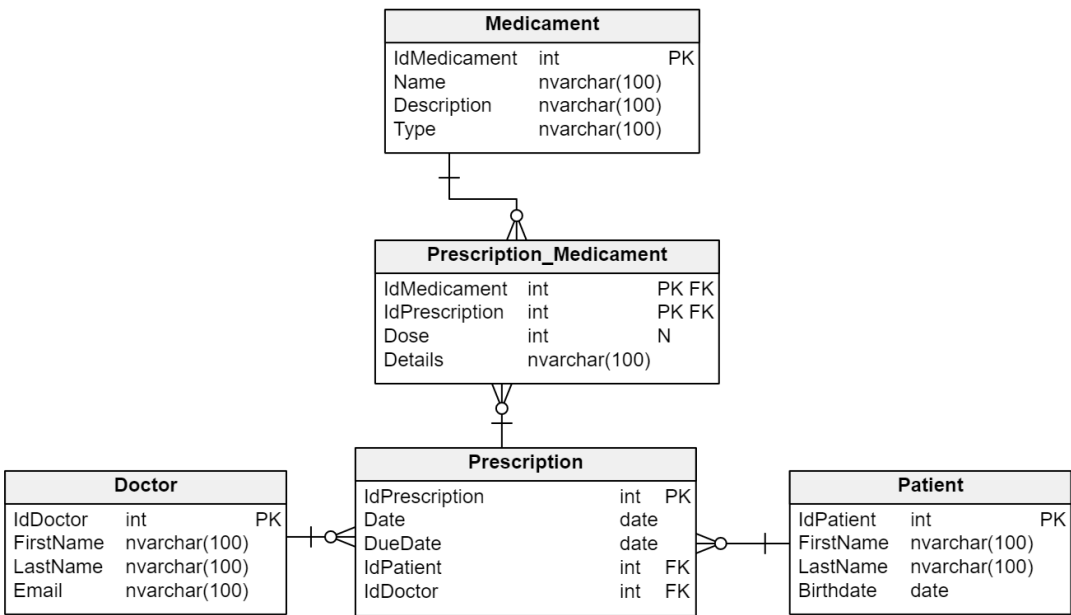 Medicament
IdMedicament int PK
Name nvarchar(100)
Description nvarchar(100)
Type nvarchar(100)
Prescription_Medicament
IdMedicament int PK FK
IdPrescription int PK FK
Dose int N
Details nvarchar(100)
Doctor
IdDoctor int PK
FirstName nvarchar(100)
LastName nvarchar(100)
Email nvarchar(100)
Prescription
IdPrescription int PK
Date date
DueDate date
IdPatient int FK
IdDoctor int FK
Patient
IdPatient int PK
FirstName nvarchar(100)
LastName nvarchar(100)
Birthdate date